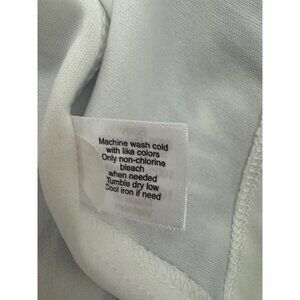 Machine wash cold
with like colors
Only non-chlorine
bleach
when needed
Tumble dry low
Cool iron if need